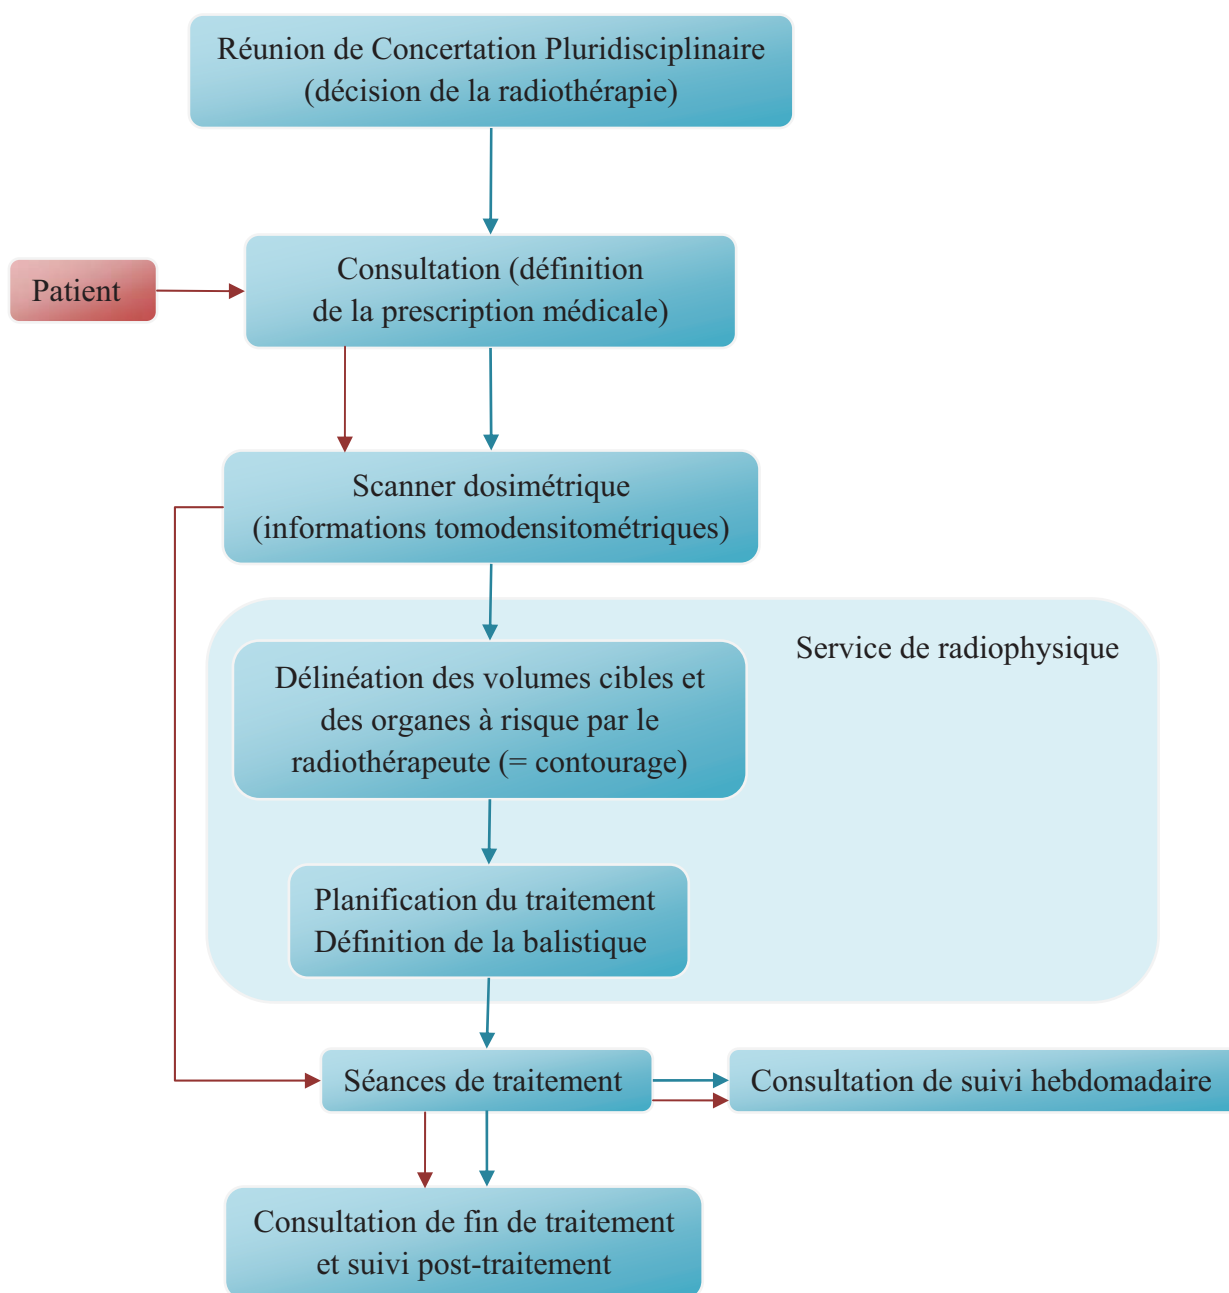 Réunion de Concertation Pluridisciplinaire
(décision de la radiothérapie)
Patient
Consultation (définition
de la prescription médicale)
Scanner dosimétrique
(informations tomodensitométriques)
Service de radiophysique
Délinéation des volumes cibles et
des organes à risque par le
radiothérapeute (= contourage)
Planification du traitement
Définition de la balistique
Séances de traitement
Consultation de suivi hebdomadaire
Consultation de fin de traitement
et suivi post-traitement